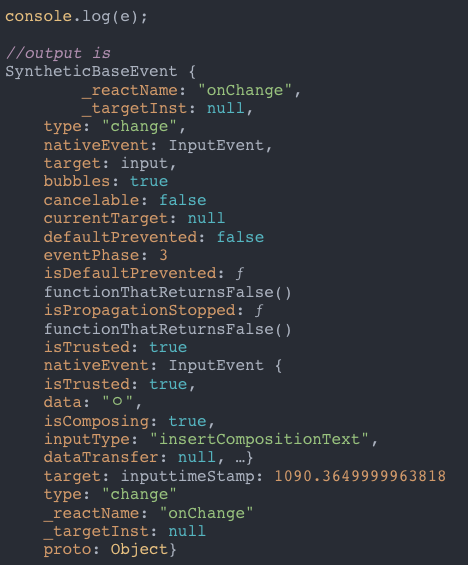 console.log(e);
//output is
SyntheticBaseEvent {
_reactName: "onChange",
_targetInst: null,
type: "change",
nativeEvent: InputEvent,
target: input,
bubbles: true
cancelable: false
currentTarget: null
defaultPrevented: false
eventPhase: 3
isDefaultPrevented: ƒ
functionThatReturnsFalse()
isPropagationStopped: ƒ
functionThatReturnsFalse()
isTrusted: true
nativeEvent: InputEvent {
isTrusted: true,
data: "ㅇ",
isComposing: true,
inputType: "insertCompositionText",
dataTransfer: null, …}
target: inputtimeStamp: 1090.3649999963818
type: "change"
_reactName: "onChange"
_targetInst: null
proto: Object}